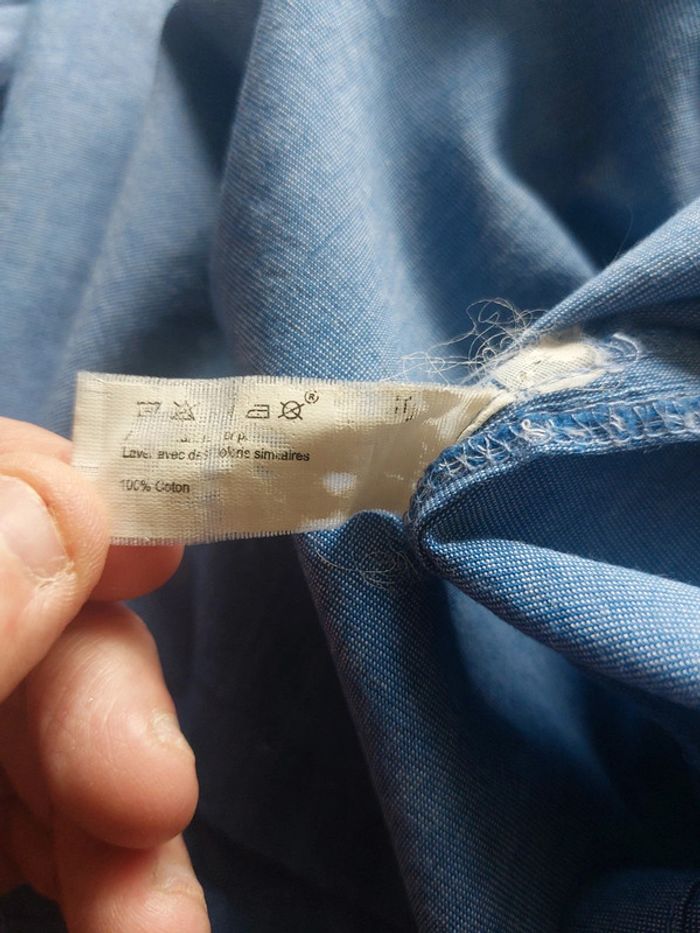 ®
Laver avec des coloris similaires
100% Coton